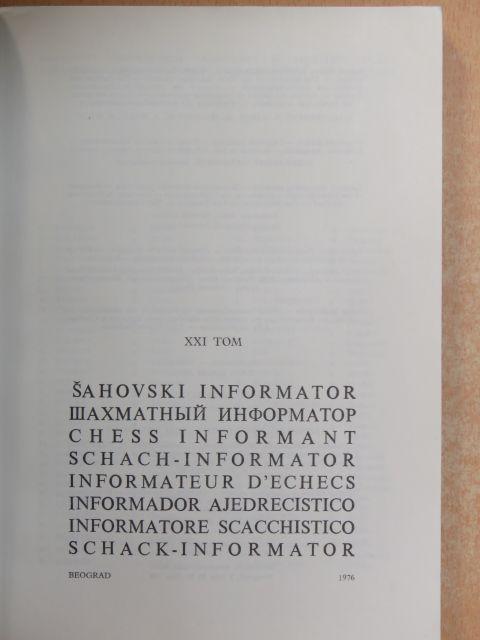 XXI TOM
ŠAHOVSKI INFORMATOR
ШАХМАТНЫЙ ИНФОРМАТОР
CHESS INFORMANT
SCHACH-INFORMATOR
INFORMATEUR D'ECHECS
INFORMADOR AJEDRECISTICO
INFORMATORE SCACCHISTICO
SCHACK-INFORMATOR
BEOGRAD 1976